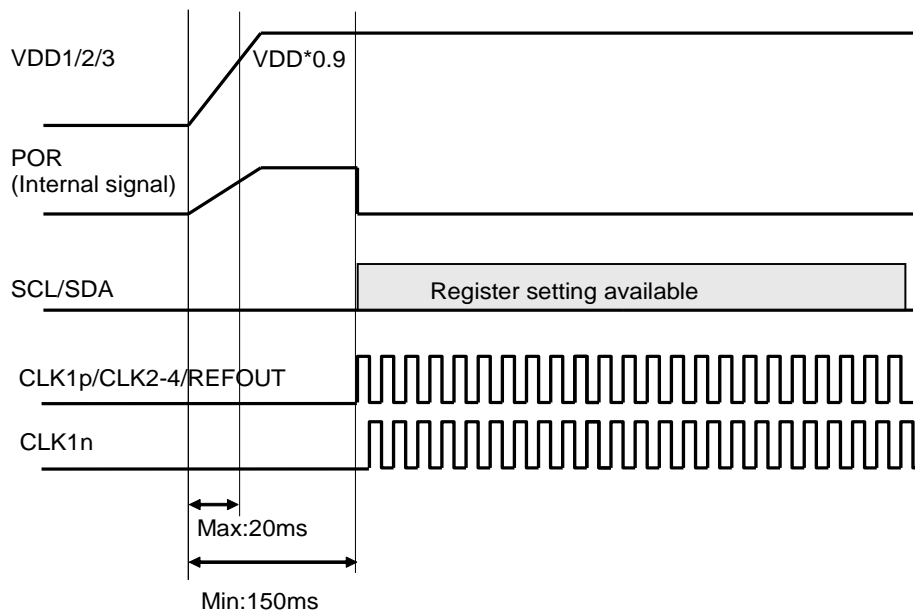 VDD1/2/3
VDD*0.9
POR
(Internal signal)
SCL/SDA
Register setting available
CLK1p/CLK2-4/REFOUT
CLK1n
Max:20ms
Min:150ms